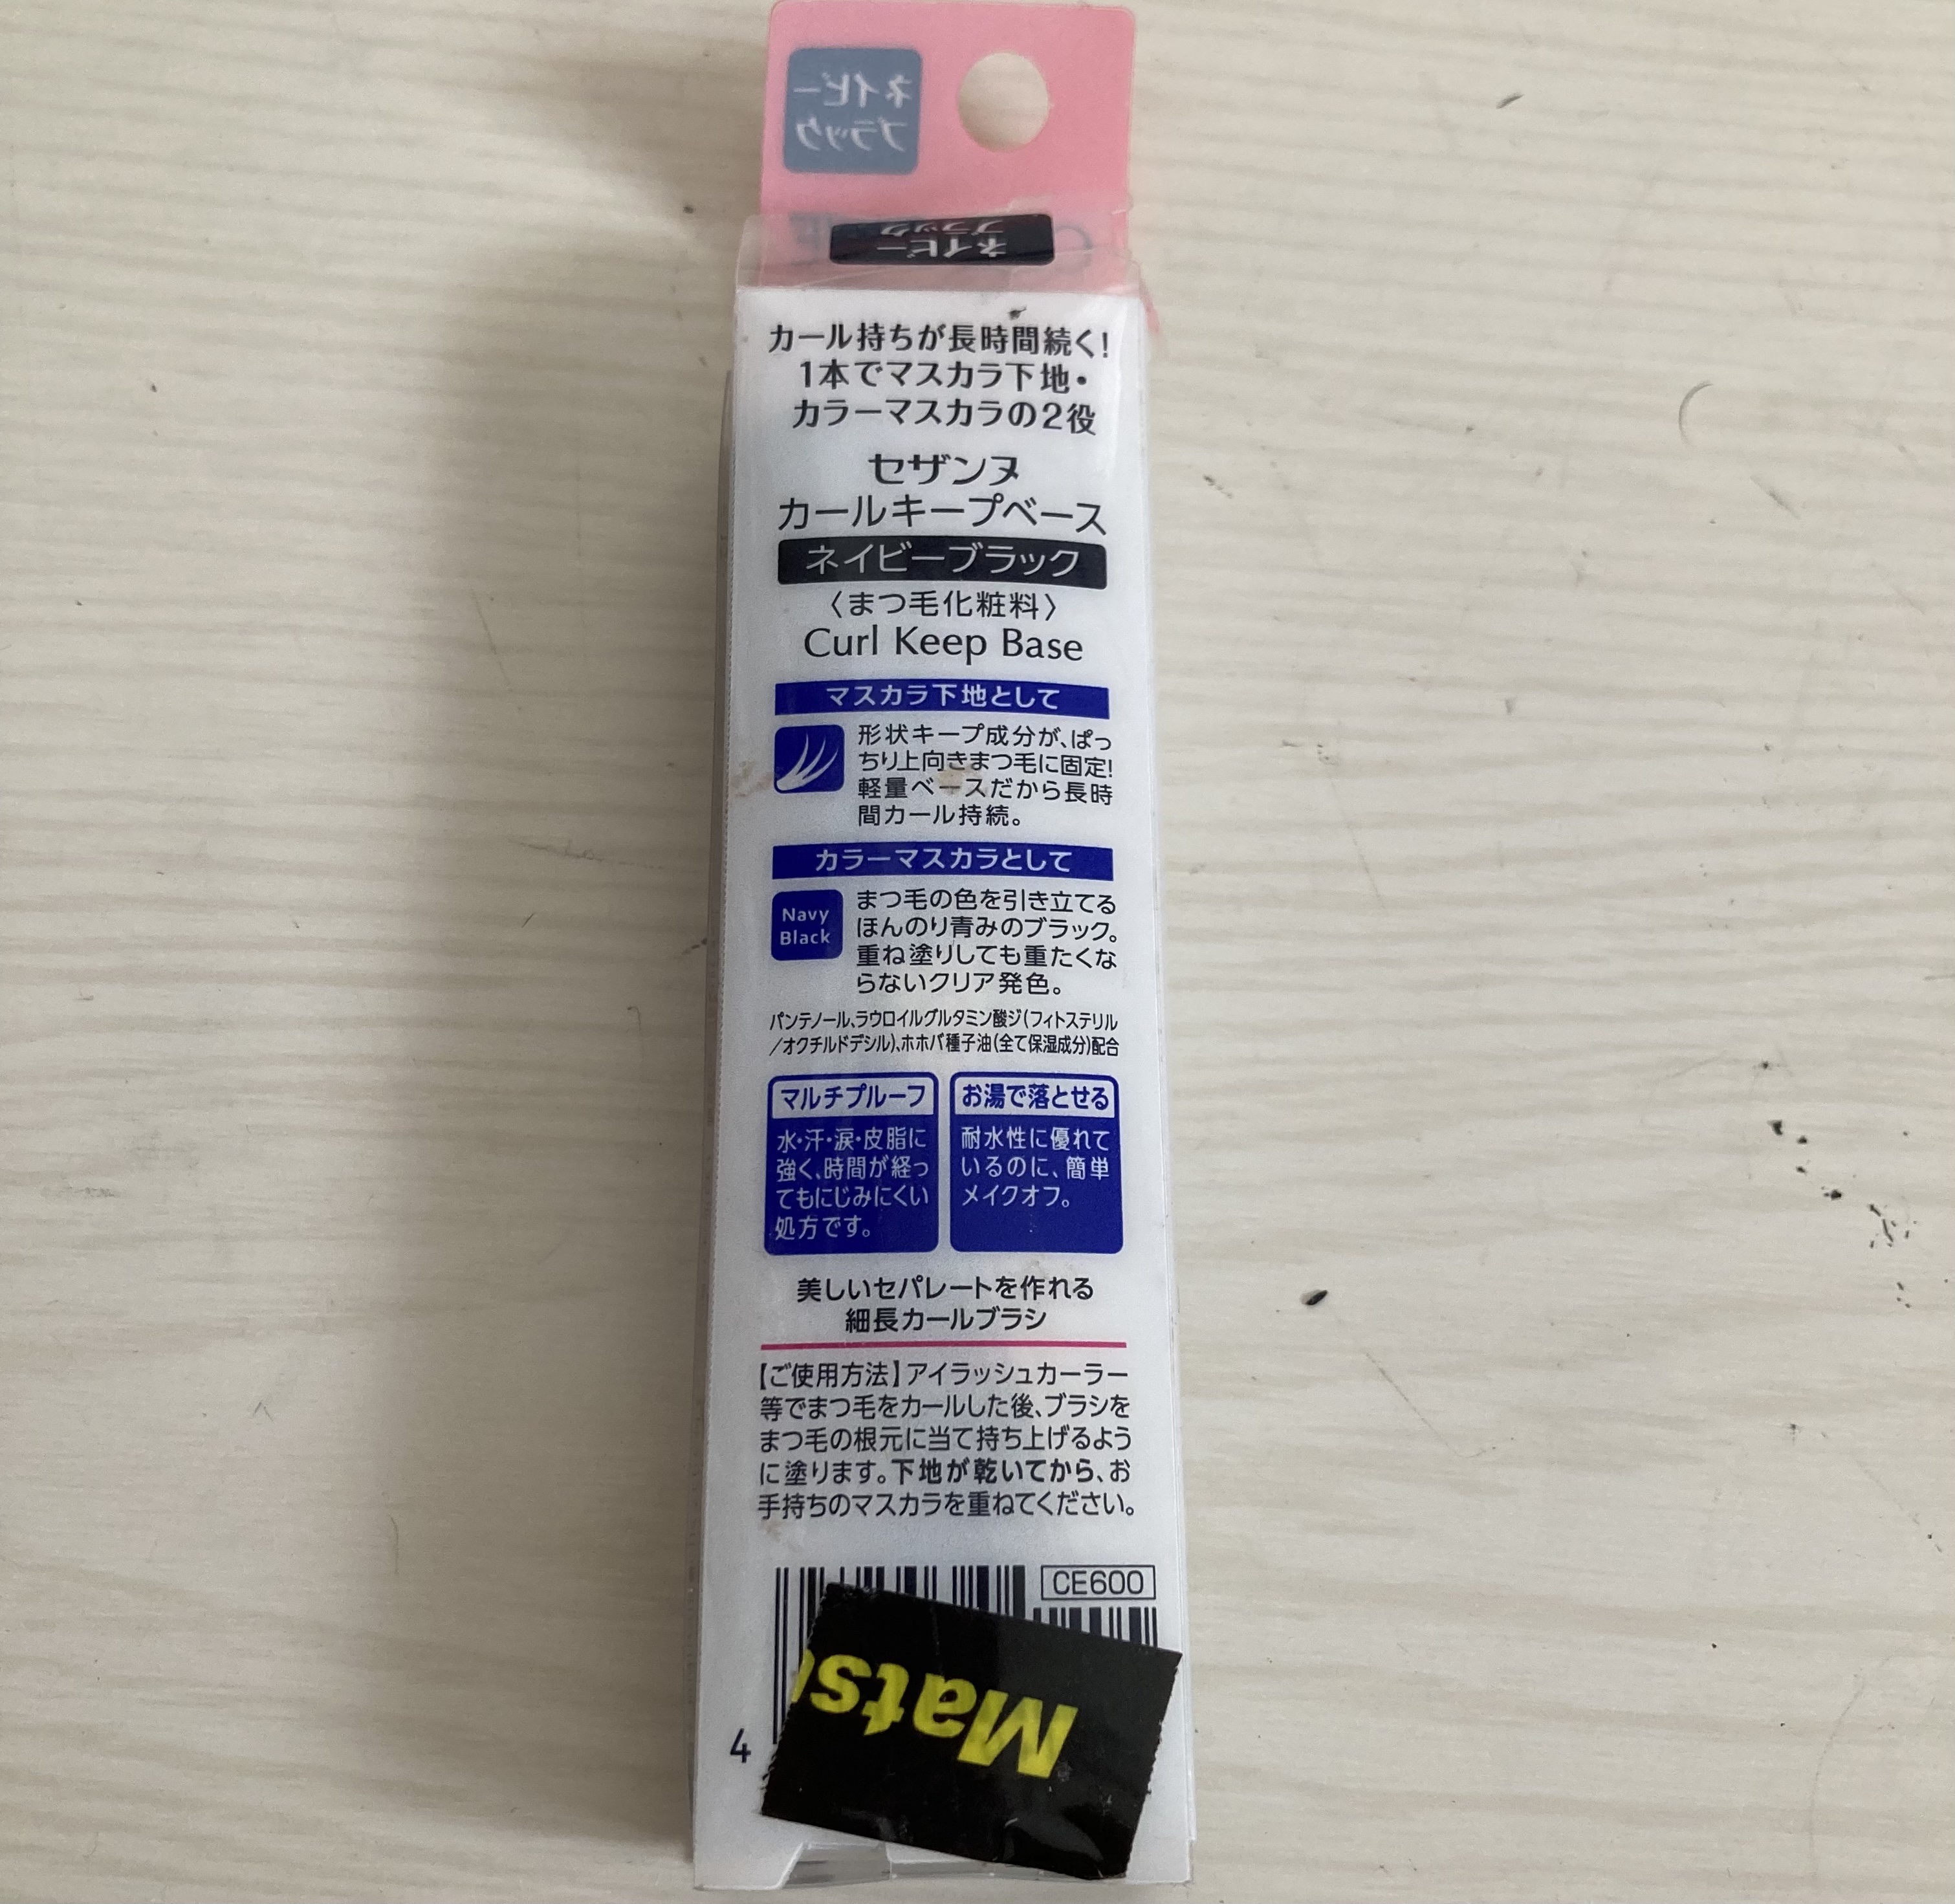 ネイビー
ブラック
ネイビー
ブラック
カール持ちが長時間続く!
1本でマスカラ下地・
カラーマスカラの2役
セザンヌ
カールキープベース
ネイビーブラック
〈まつ毛化粧料〉
Curl Keep Base
マスカラ下地として
形状キープ成分が、ぱっ
ちり上向きまつ毛に固定!
軽量ベースだから長時
間カール持続。
カラーマスカラとして
Navy
Black
まつ毛の色を引き立てる
ほんのり青みのブラック。
重ね塗りしても重たくな
らないクリア発色。
パンテノール、ラウロイルグルタミン酸ジ(フィトステリル
/オクチルドデシル)、ホホバ種子油(全て保湿成分)配合
マルチプルーフ
水・汗・涙・皮脂に
強く、時間が経っ
てもにじみにくい
処方です。
お湯で落とせる
耐水性に優れて
いるのに、簡単
メイクオフ。
美しいセパレートを作れる
細長カールブラシ
【ご使用方法】アイラッシュカーラー
等でまつ毛をカールした後、ブラシを
まつ毛の根元に当て持ち上げるよう
に塗ります。下地が乾いてから、お
手持ちのマスカラを重ねてください。
CE600
Mats
4